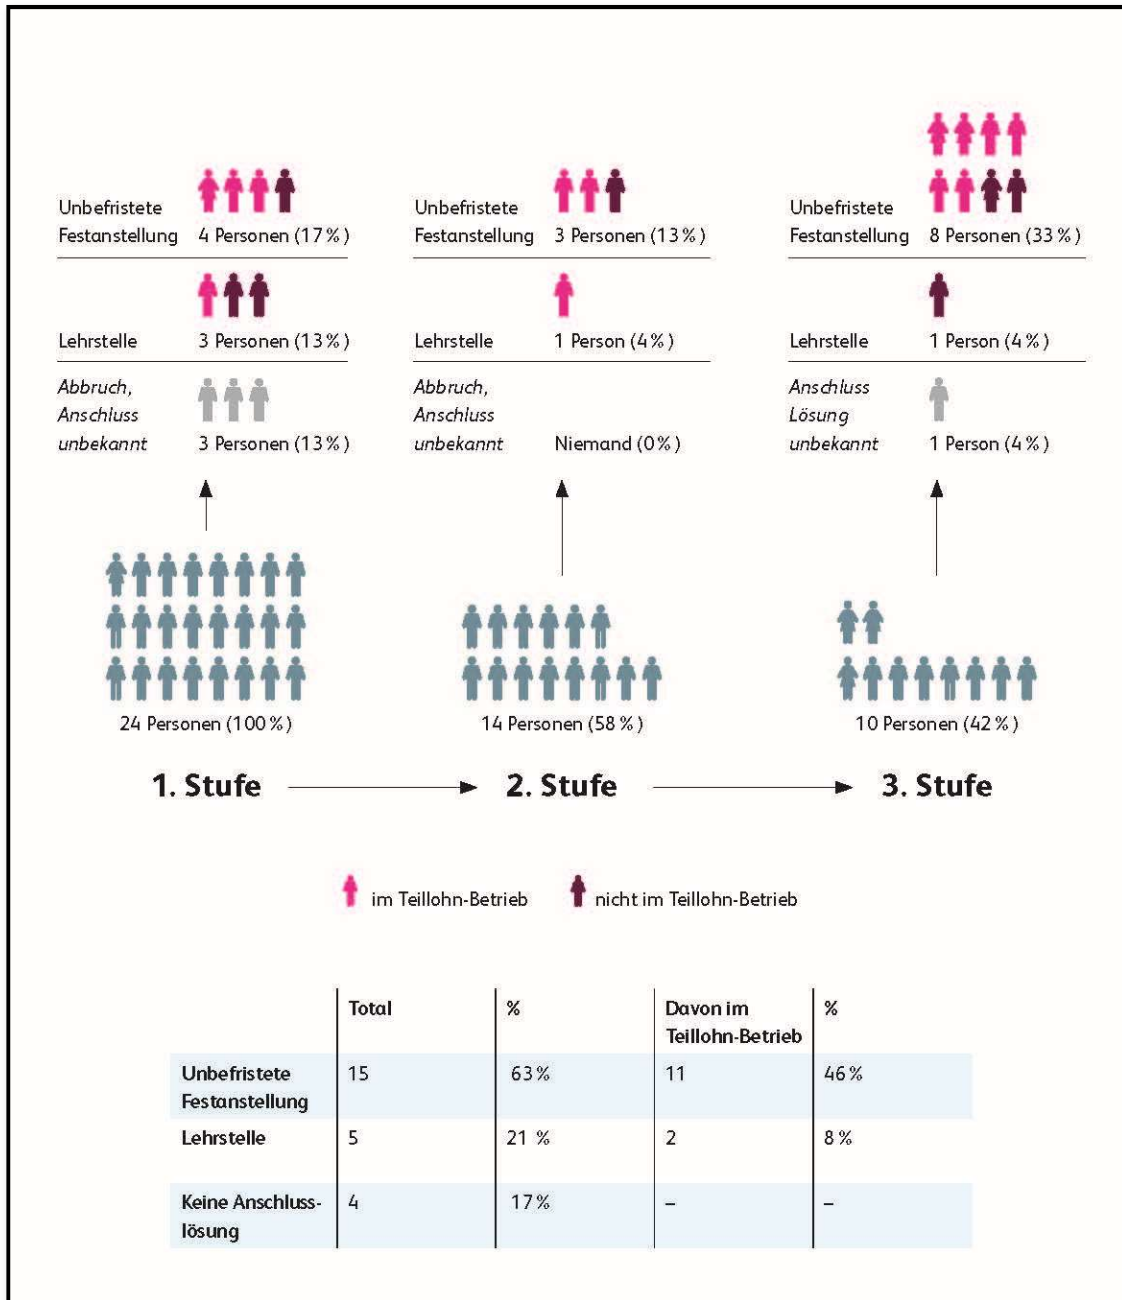 Unbefristete
Festanstellung 4 Personen (17 %)
Lehrstelle 3 Personen (13 %)
Abbruch,
Anschluss
unbekannt 3 Personen (13 %)
Unbefristete
Festanstellung 3 Personen (13 %)
Lehrstelle 1 Person (4 %)
Abbruch,
Anschluss
unbekannt Niemand (0 %)
Unbefristete
Festanstellung 8 Personen (33 %)
Lehrstelle 1 Person (4 %)
Anschluss
Lösung
unbekannt 1 Person (4 %)
24 Personen (100 %)
14 Personen (58 %)
10 Personen (42 %)
1. Stufe 2. Stufe 3. Stufe
im Teillohn-Betrieb nicht im Teillohn-Betrieb
Total % Davon im
Teillohn-Betrieb %
Unbefristete
Festanstellung 15 63 % 11 46 %
Lehrstelle 5 21 % 2 8 %
Keine Anschluss-
lösung 4 17 % – –